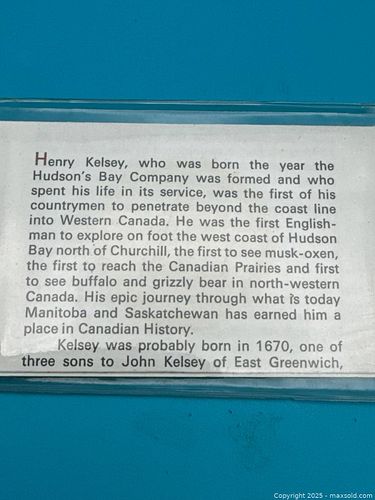 Henry Kelsey, who was born the year the
Hudson's Bay Company was formed and who
spent his life in its service, was the first of his
countrymen to penetrate beyond the coast line
into Western Canada. He was the first English-
man to explore on foot the west coast of Hudson
Bay north of Churchill, the first to see musk-oxen,
the first to reach the Canadian Prairies and first
to see buffalo and grizzly bear in north-western
Canada. His epic journey through what is today
Manitoba and Saskatchewan has earned him a
place in Canadian History.
Kelsey was probably born in 1670, one of
three sons to John Kelsey of East Greenwich,
Copyright 2025 - maxsold.com